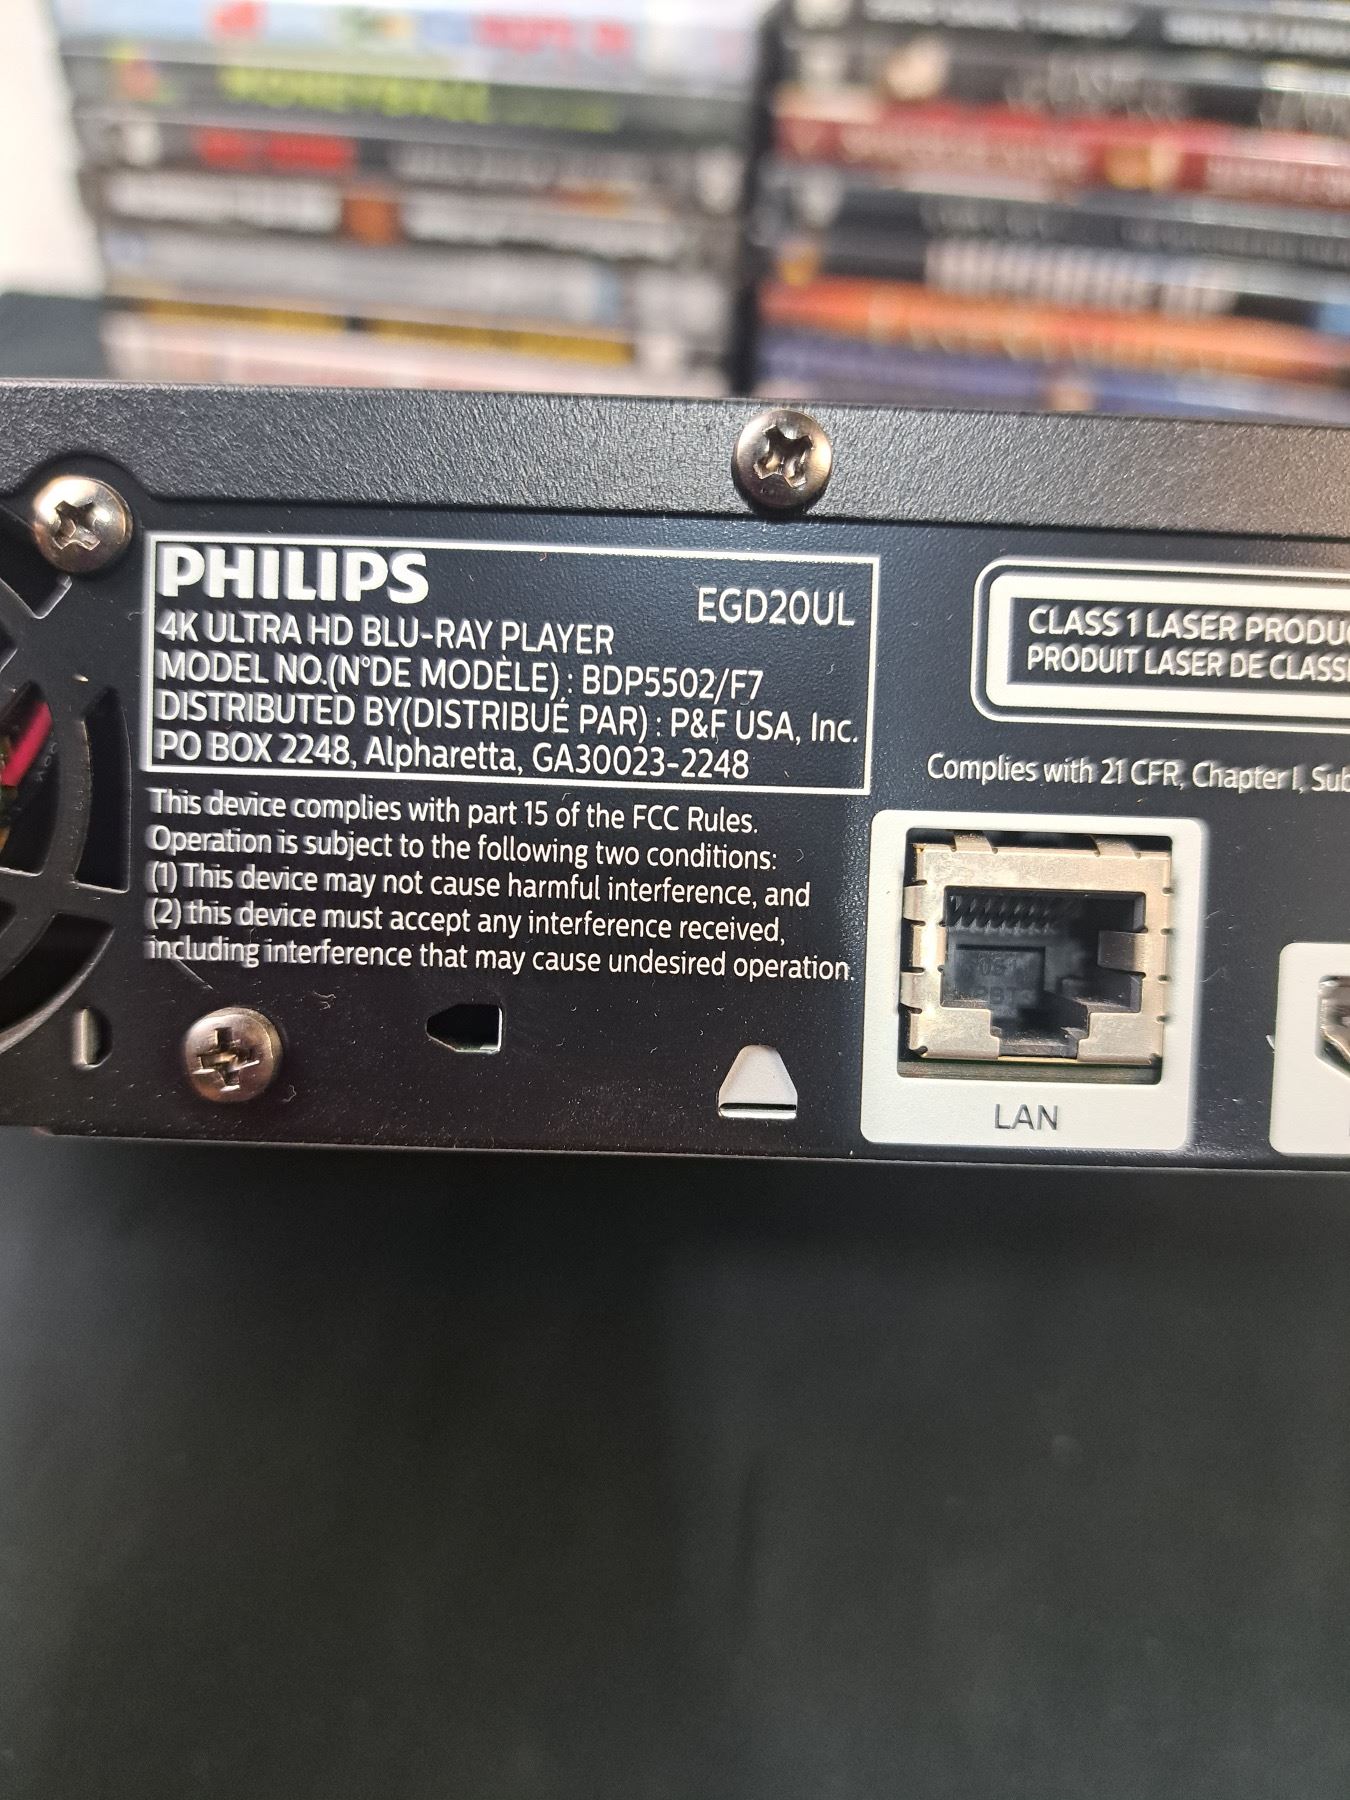 PHILIPS
EGD20UL
4K ULTRA HD BLU-RAY PLAYER
MODEL NO.(N°DE MODÈLE) : BDP5502/F7
DISTRIBUTED BY(DISTRIBUÉ PAR) : P&F USA, Inc.
PO BOX 2248, Alpharetta, GA30023-2248
This device complies with part 15 of the FCC Rules.
Operation is subject to the following two conditions:
(1) This device may not cause harmful interference, and
(2) this device must accept any interference received,
including interference that may cause undesired operation.
CLASS 1 LASER PRODUC
PRODUIT LASER DE CLASSE
Complies with 21 CFR, Chapter I, Sub
LAN